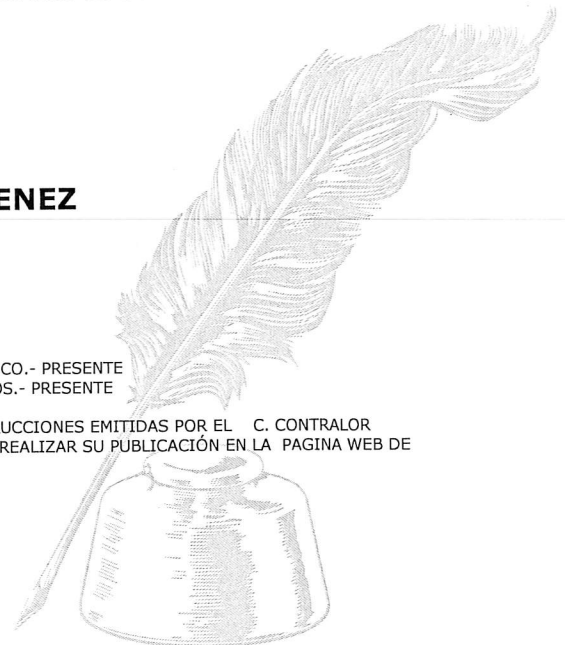 ENEZ
CO.- PRESENTE
OS.- PRESENTE
UCCIONES EMITIDAS POR EL C. CONTRALOR
REALIZAR SU PUBLICACIÓN EN LA PAGINA WEB DE